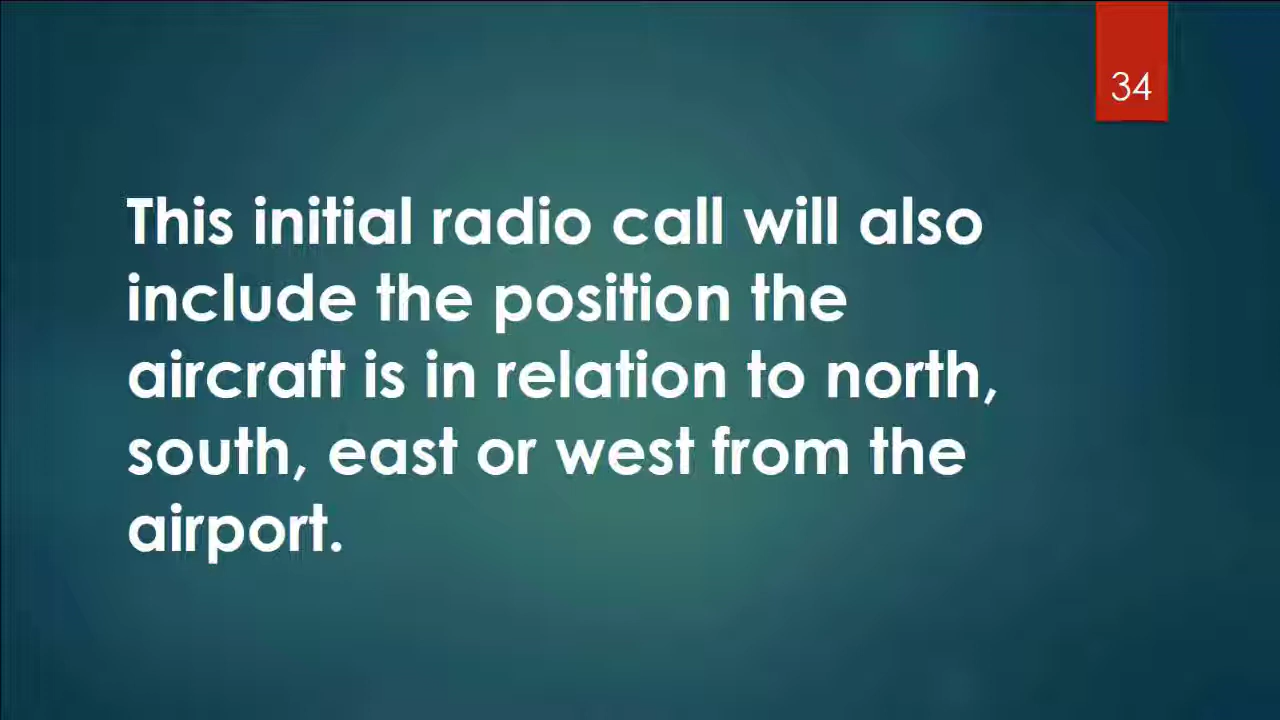 34
This initial radio call will also
include the position the
aircraft is in relation to north,
south, east or west from the
airport.